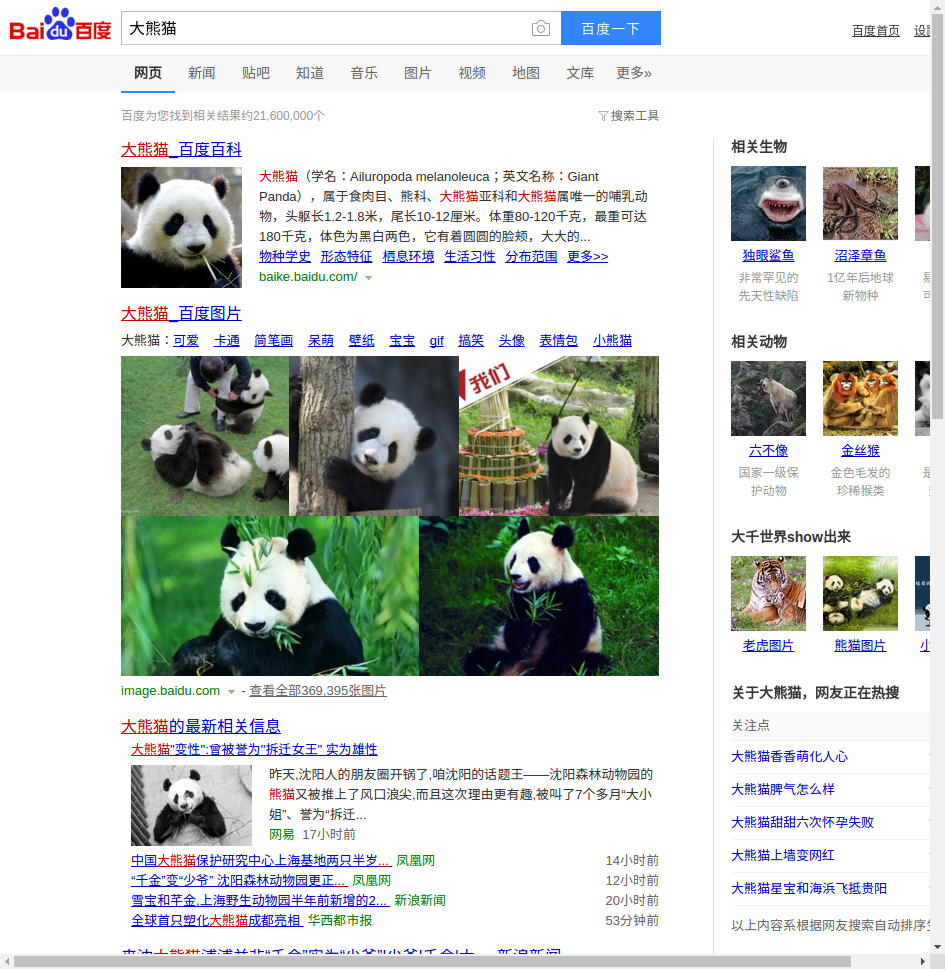 Bai du 百度
大熊猫
百度一下
百度首页
网页 新闻 贴吧 知道 音乐 图片 视频 地图 文库 更多»
百度为您找到相关结果约21,600,000个
搜索工具
大熊猫_百度百科
大熊猫（学名：Ailuropoda melanoleuca；英文名称：Giant
Panda），属于食肉目、熊科、大熊猫亚科和大熊猫属唯一的哺乳动
物，头躯长1.2-1.8米，尾长10-12厘米。体重80-120千克，最重可达
180千克，体色为黑白两色，它有着圆圆的脸颊，大大的...
物种学史 形态特征 栖息环境 生活习性 分布范围 更多>>
baike.baidu.com/
大熊猫_百度图片
大熊猫：可爱 卡通 简笔画 呆萌 壁纸 宝宝 gif 搞笑 头像 表情包 小熊猫
我们
image.baidu.com - 查看全部369,395张图片
大熊猫的最新相关信息
大熊猫"变性":曾被誉为"拆迁女王" 实为雄性
昨天,沈阳人的朋友圈开锅了,咱沈阳的话题王——沈阳森林动物园的
熊猫又被推上了风口浪尖,而且这次理由更有趣,被叫了7个多月“大小
姐”、誉为“拆迁...
网易 17小时前
中国大熊猫保护研究中心上海基地两只半岁... 凤凰网 14小时前
“千金”变“少爷” 沈阳森林动物园更正... 凤凰网 12小时前
雪宝和芊金,上海野生动物园半年前新增的2... 新浪新闻 20小时前
全球首只塑化大熊猫成都亮相 华西都市报 53分钟前
相关生物
独眼鲨鱼 沼泽章鱼
非常罕见的 1亿年后地球
先天性缺陷 新物种
相关动物
六不像 金丝猴
国家一级保 金色毛发的
护动物 珍稀猴类
大千世界show出来
老虎图片 熊猫图片 小
关于大熊猫，网友正在热搜
关注点
大熊猫香香萌化人心
大熊猫脾气怎么样
大熊猫甜甜六次怀孕失败
大熊猫上墙变网红
大熊猫星宝和海浜飞抵贵阳
以上内容系根据网友搜索自动排序生